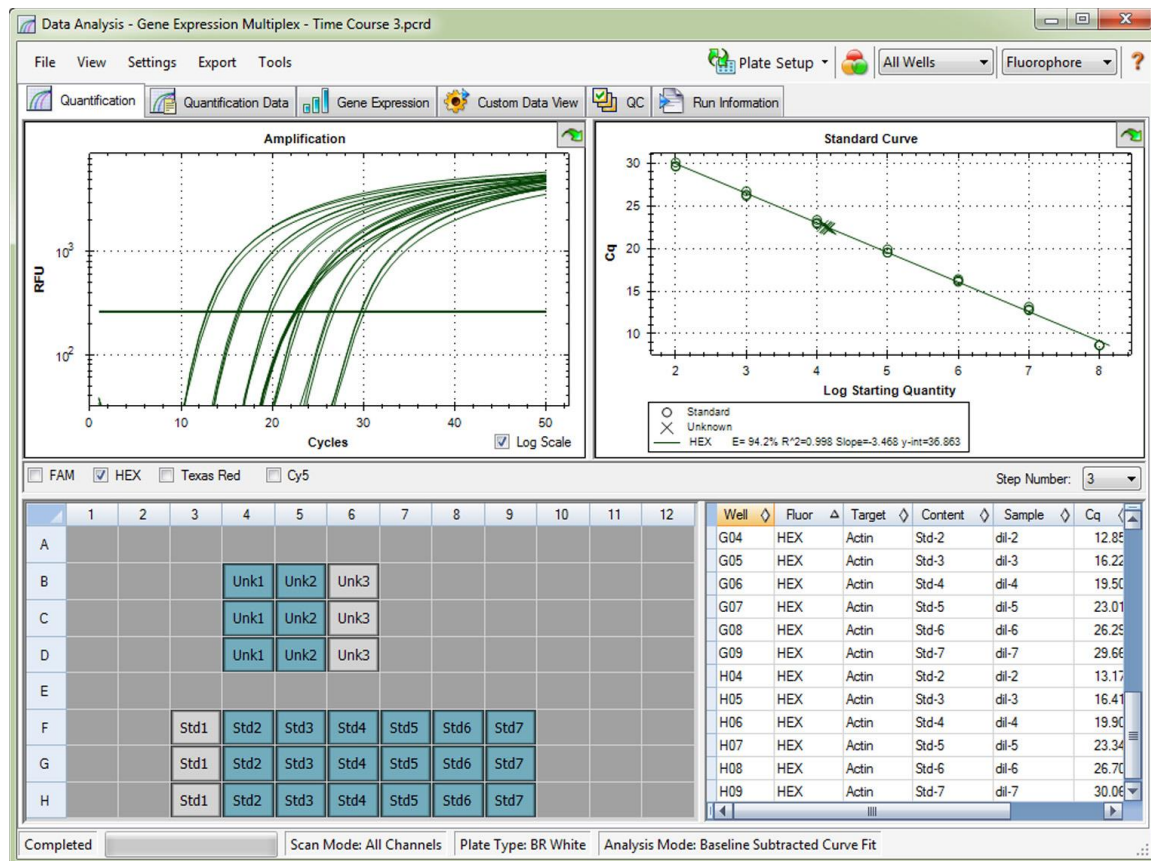 Data Analysis - Gene Expression Multiplex - Time Course 3.pcrd
File View Settings Export Tools Plate Setup All Wells Fluorophore ?
Quantification Quantification Data Gene Expression Custom Data View QC Run Information
Amplification
RFU
10^3
10^2
0 10 20 30 40 50
Cycles
Log Scale
Standard Curve
Cq
30
25
20
15
10
2 3 4 5 6 7 8
Log Starting Quantity
Standard
Unknown
HEX E= 94.2% R^2=0.998 Slope=-3.468 y-int=36.863
FAM HEX Texas Red Cy5 Step Number: 3
1 2 3 4 5 6 7 8 9 10 11 12
A
B Unk1 Unk2 Unk3
C Unk1 Unk2 Unk3
D Unk1 Unk2 Unk3
E
F Std1 Std2 Std3 Std4 Std5 Std6 Std7
G Std1 Std2 Std3 Std4 Std5 Std6 Std7
H Std1 Std2 Std3 Std4 Std5 Std6 Std7
Well Fluor Target Content Sample Cq
G04 HEX Actin Std-2 dil-2 12.85
G05 HEX Actin Std-3 dil-3 16.22
G06 HEX Actin Std-4 dil-4 19.50
G07 HEX Actin Std-5 dil-5 23.01
G08 HEX Actin Std-6 dil-6 26.29
G09 HEX Actin Std-7 dil-7 29.66
H04 HEX Actin Std-2 dil-2 13.17
H05 HEX Actin Std-3 dil-3 16.41
H06 HEX Actin Std-4 dil-4 19.90
H07 HEX Actin Std-5 dil-5 23.34
H08 HEX Actin Std-6 dil-6 26.70
H09 HEX Actin Std-7 dil-7 30.06
Completed Scan Mode: All Channels Plate Type: BR White Analysis Mode: Baseline Subtracted Curve Fit